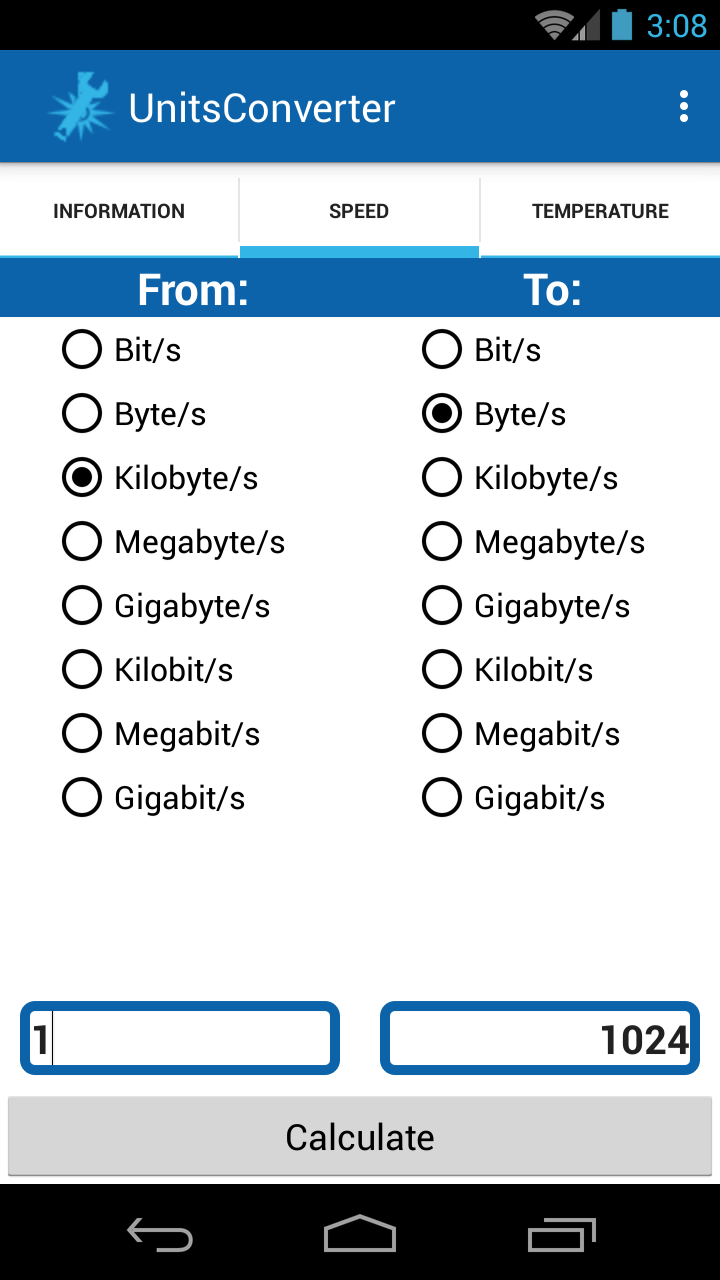 3:08
UnitsConverter
INFORMATION SPEED TEMPERATURE
From: To:
Bit/s Bit/s
Byte/s Byte/s
Kilobyte/s Kilobyte/s
Megabyte/s Megabyte/s
Gigabyte/s Gigabyte/s
Kilobit/s Kilobit/s
Megabit/s Megabit/s
Gigabit/s Gigabit/s
1 1024
Calculate